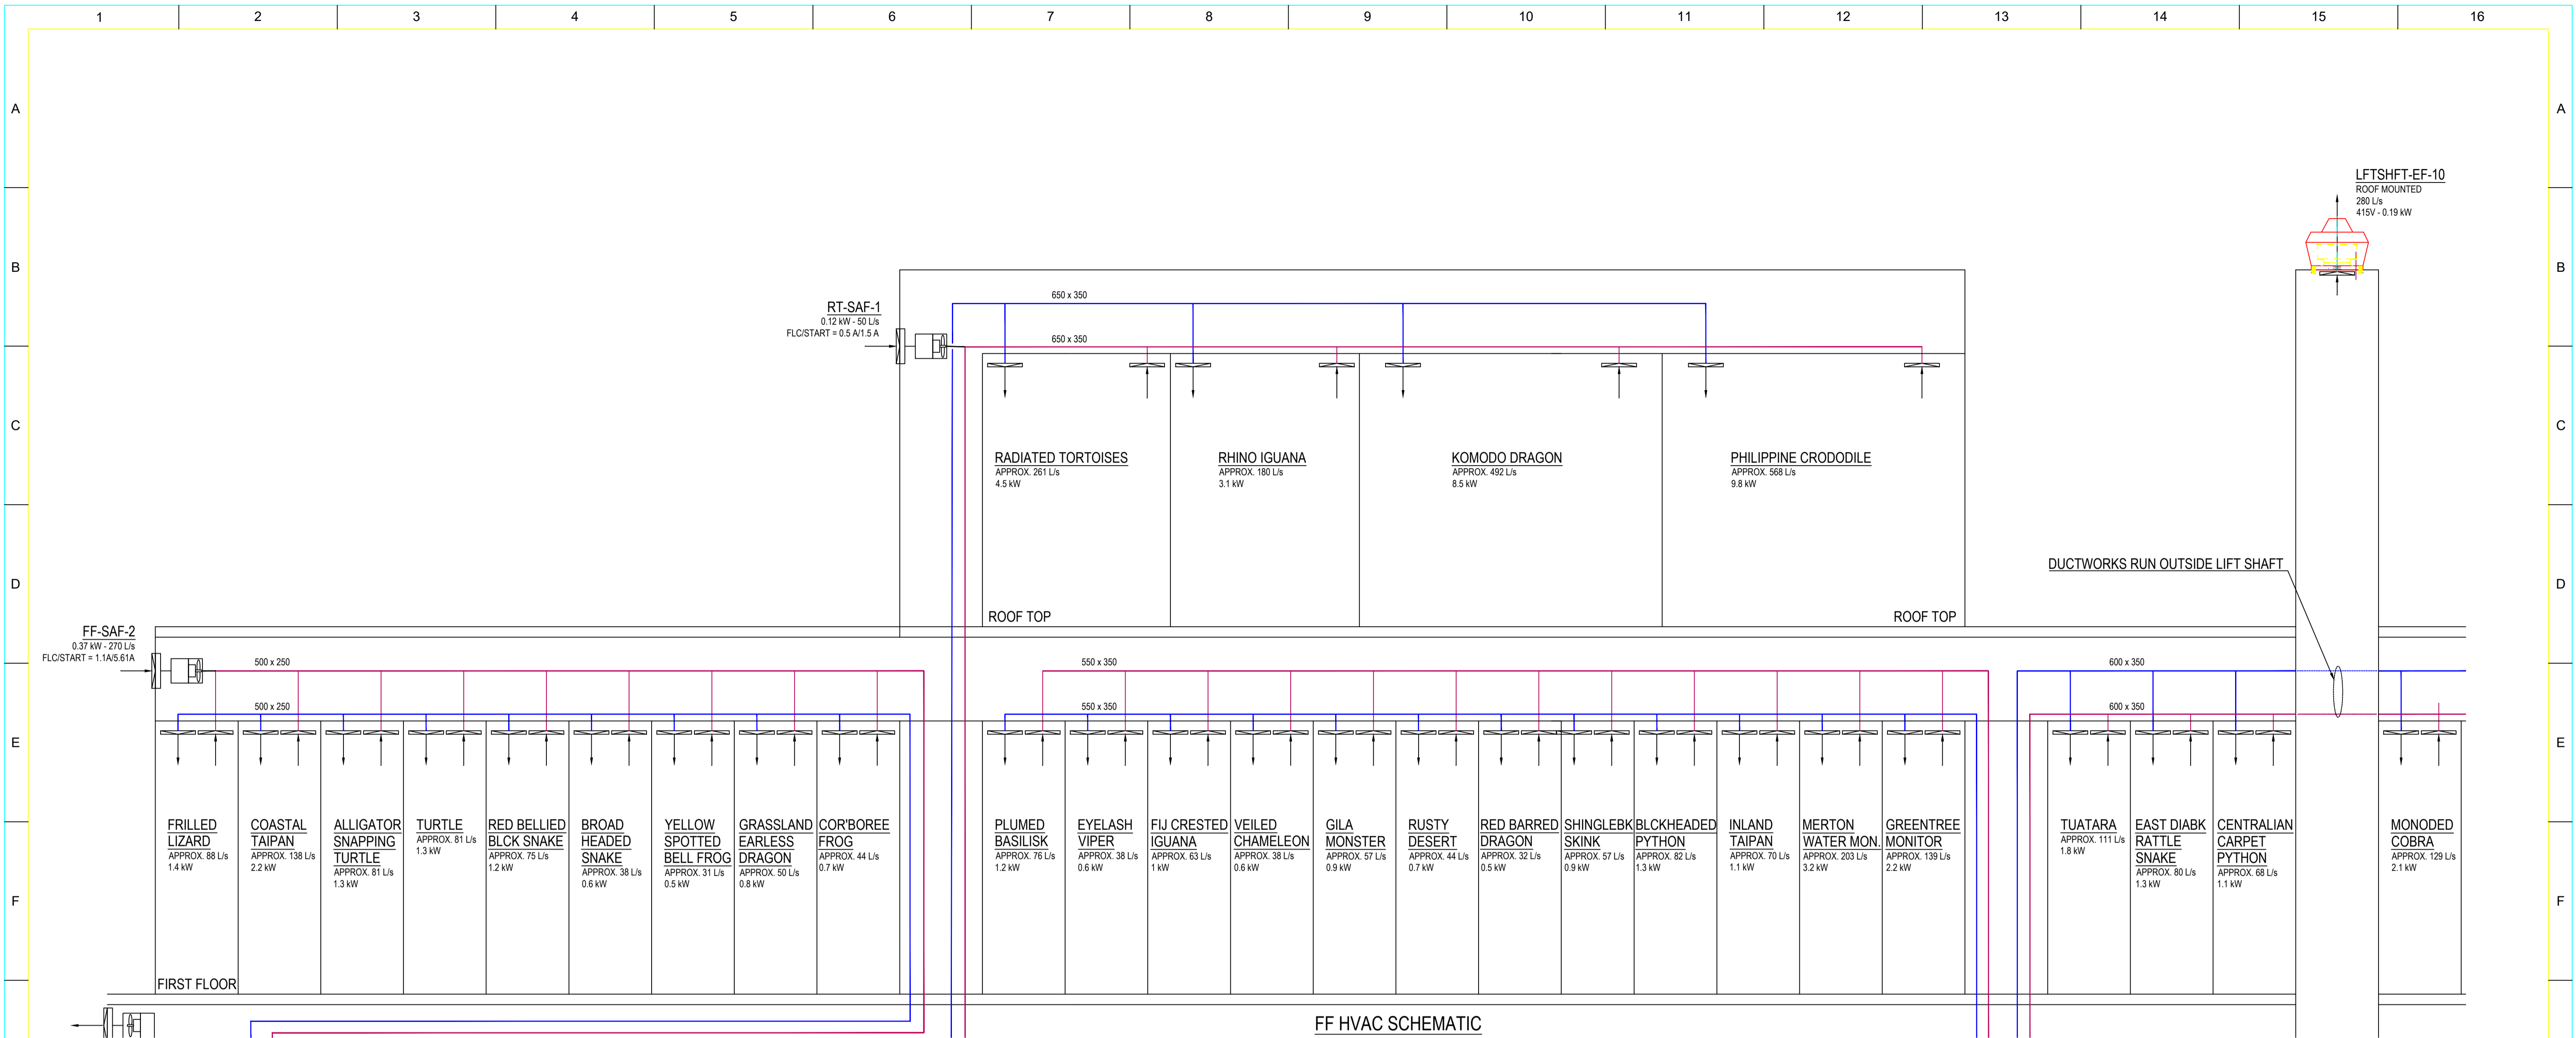 1 2 3 4 5 6 7 8 9 10 11 12 13 14 15 16
A A
LFTSHFT-EF-10
ROOF MOUNTED
280 L/s
415V - 0.19 kW
B B
650 x 350
RT-SAF-1
0.12 kW - 50 L/s
FLC/START = 0.5 A/1.5 A
650 x 350
C C
RADIATED TORTOISES
APPROX. 261 L/s
4.5 kW
RHINO IGUANA
APPROX. 180 L/s
3.1 kW
KOMODO DRAGON
APPROX. 492 L/s
8.5 kW
PHILIPPINE CRODODILE
APPROX. 568 L/s
9.8 kW
DUCTWORKS RUN OUTSIDE LIFT SHAFT
D D
ROOF TOP ROOF TOP
FF-SAF-2
0.37 kW - 270 L/s
FLC/START = 1.1A/5.61A
500 x 250 550 x 350 600 x 350
500 x 250 550 x 350 600 x 350
E E
FRILLED
LIZARD
APPROX. 88 L/s
1.4 kW
COASTAL
TAIPAN
APPROX. 138 L/s
2.2 kW
ALLIGATOR
SNAPPING
TURTLE
APPROX. 81 L/s
1.3 kW
TURTLE
APPROX. 81 L/s
1.3 kW
RED BELLIED
BLCK SNAKE
APPROX. 75 L/s
1.2 kW
BROAD
HEADED
SNAKE
APPROX. 38 L/s
0.6 kW
YELLOW
SPOTTED
BELL FROG
APPROX. 31 L/s
0.5 kW
GRASSLAND
EARLESS
DRAGON
APPROX. 50 L/s
0.8 kW
COR'BOREE
FROG
APPROX. 44 L/s
0.7 kW
PLUMED
BASILISK
APPROX. 76 L/s
1.2 kW
EYELASH
VIPER
APPROX. 38 L/s
0.6 kW
FIJ CRESTED
IGUANA
APPROX. 63 L/s
1 kW
VEILED
CHAMELEON
APPROX. 38 L/s
0.6 kW
GILA
MONSTER
APPROX. 57 L/s
0.9 kW
RUSTY
DESERT
APPROX. 44 L/s
0.7 kW
RED BARRED
DRAGON
APPROX. 32 L/s
0.5 kW
SHINGLEBK
SKINK
APPROX. 57 L/s
0.9 kW
BLCKHEADED
PYTHON
APPROX. 82 L/s
1.3 kW
INLAND
TAIPAN
APPROX. 70 L/s
1.1 kW
MERTON
WATER MON.
APPROX. 203 L/s
3.2 kW
GREENTREE
MONITOR
APPROX. 139 L/s
2.2 kW
TUATARA
APPROX. 111 L/s
1.8 kW
EAST DIABK
RATTLE
SNAKE
APPROX. 80 L/s
1.3 kW
CENTRALIAN
CARPET
PYTHON
APPROX. 68 L/s
1.1 kW
MONODED
COBRA
APPROX. 129 L/s
2.1 kW
F F
FIRST FLOOR
FF HVAC SCHEMATIC